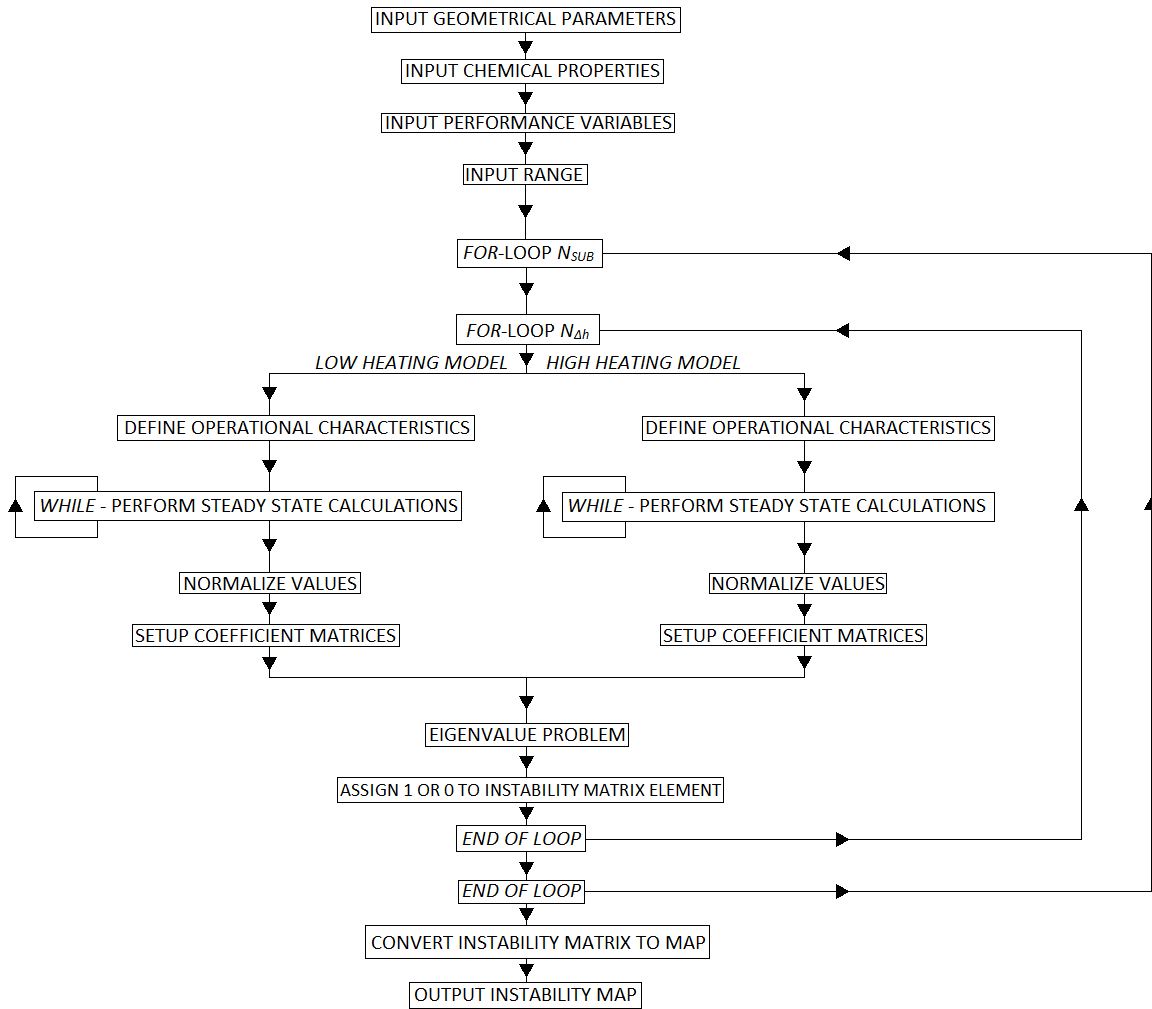 INPUT GEOMETRICAL PARAMETERS
INPUT CHEMICAL PROPERTIES
INPUT PERFORMANCE VARIABLES
INPUT RANGE
FOR-LOOP N_SUB
FOR-LOOP N_Δh
LOW HEATING MODEL
HIGH HEATING MODEL
DEFINE OPERATIONAL CHARACTERISTICS
DEFINE OPERATIONAL CHARACTERISTICS
WHILE - PERFORM STEADY STATE CALCULATIONS
WHILE - PERFORM STEADY STATE CALCULATIONS
NORMALIZE VALUES
NORMALIZE VALUES
SETUP COEFFICIENT MATRICES
SETUP COEFFICIENT MATRICES
EIGENVALUE PROBLEM
ASSIGN 1 OR 0 TO INSTABILITY MATRIX ELEMENT
END OF LOOP
END OF LOOP
CONVERT INSTABILITY MATRIX TO MAP
OUTPUT INSTABILITY MAP